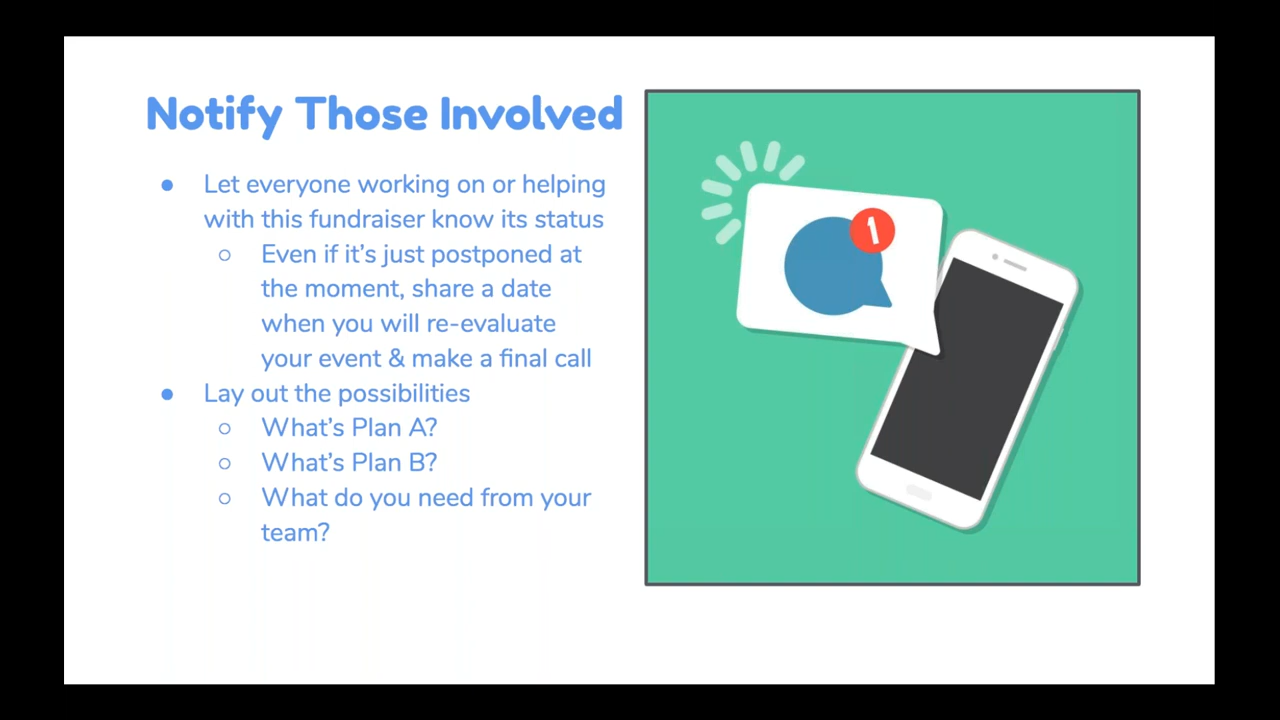 Notify Those Involved
● Let everyone working on or helping
with this fundraiser know its status
○ Even if it's just postponed at
the moment, share a date
when you will re-evaluate
your event & make a final call
● Lay out the possibilities
○ What's Plan A?
○ What's Plan B?
○ What do you need from your
team?
1